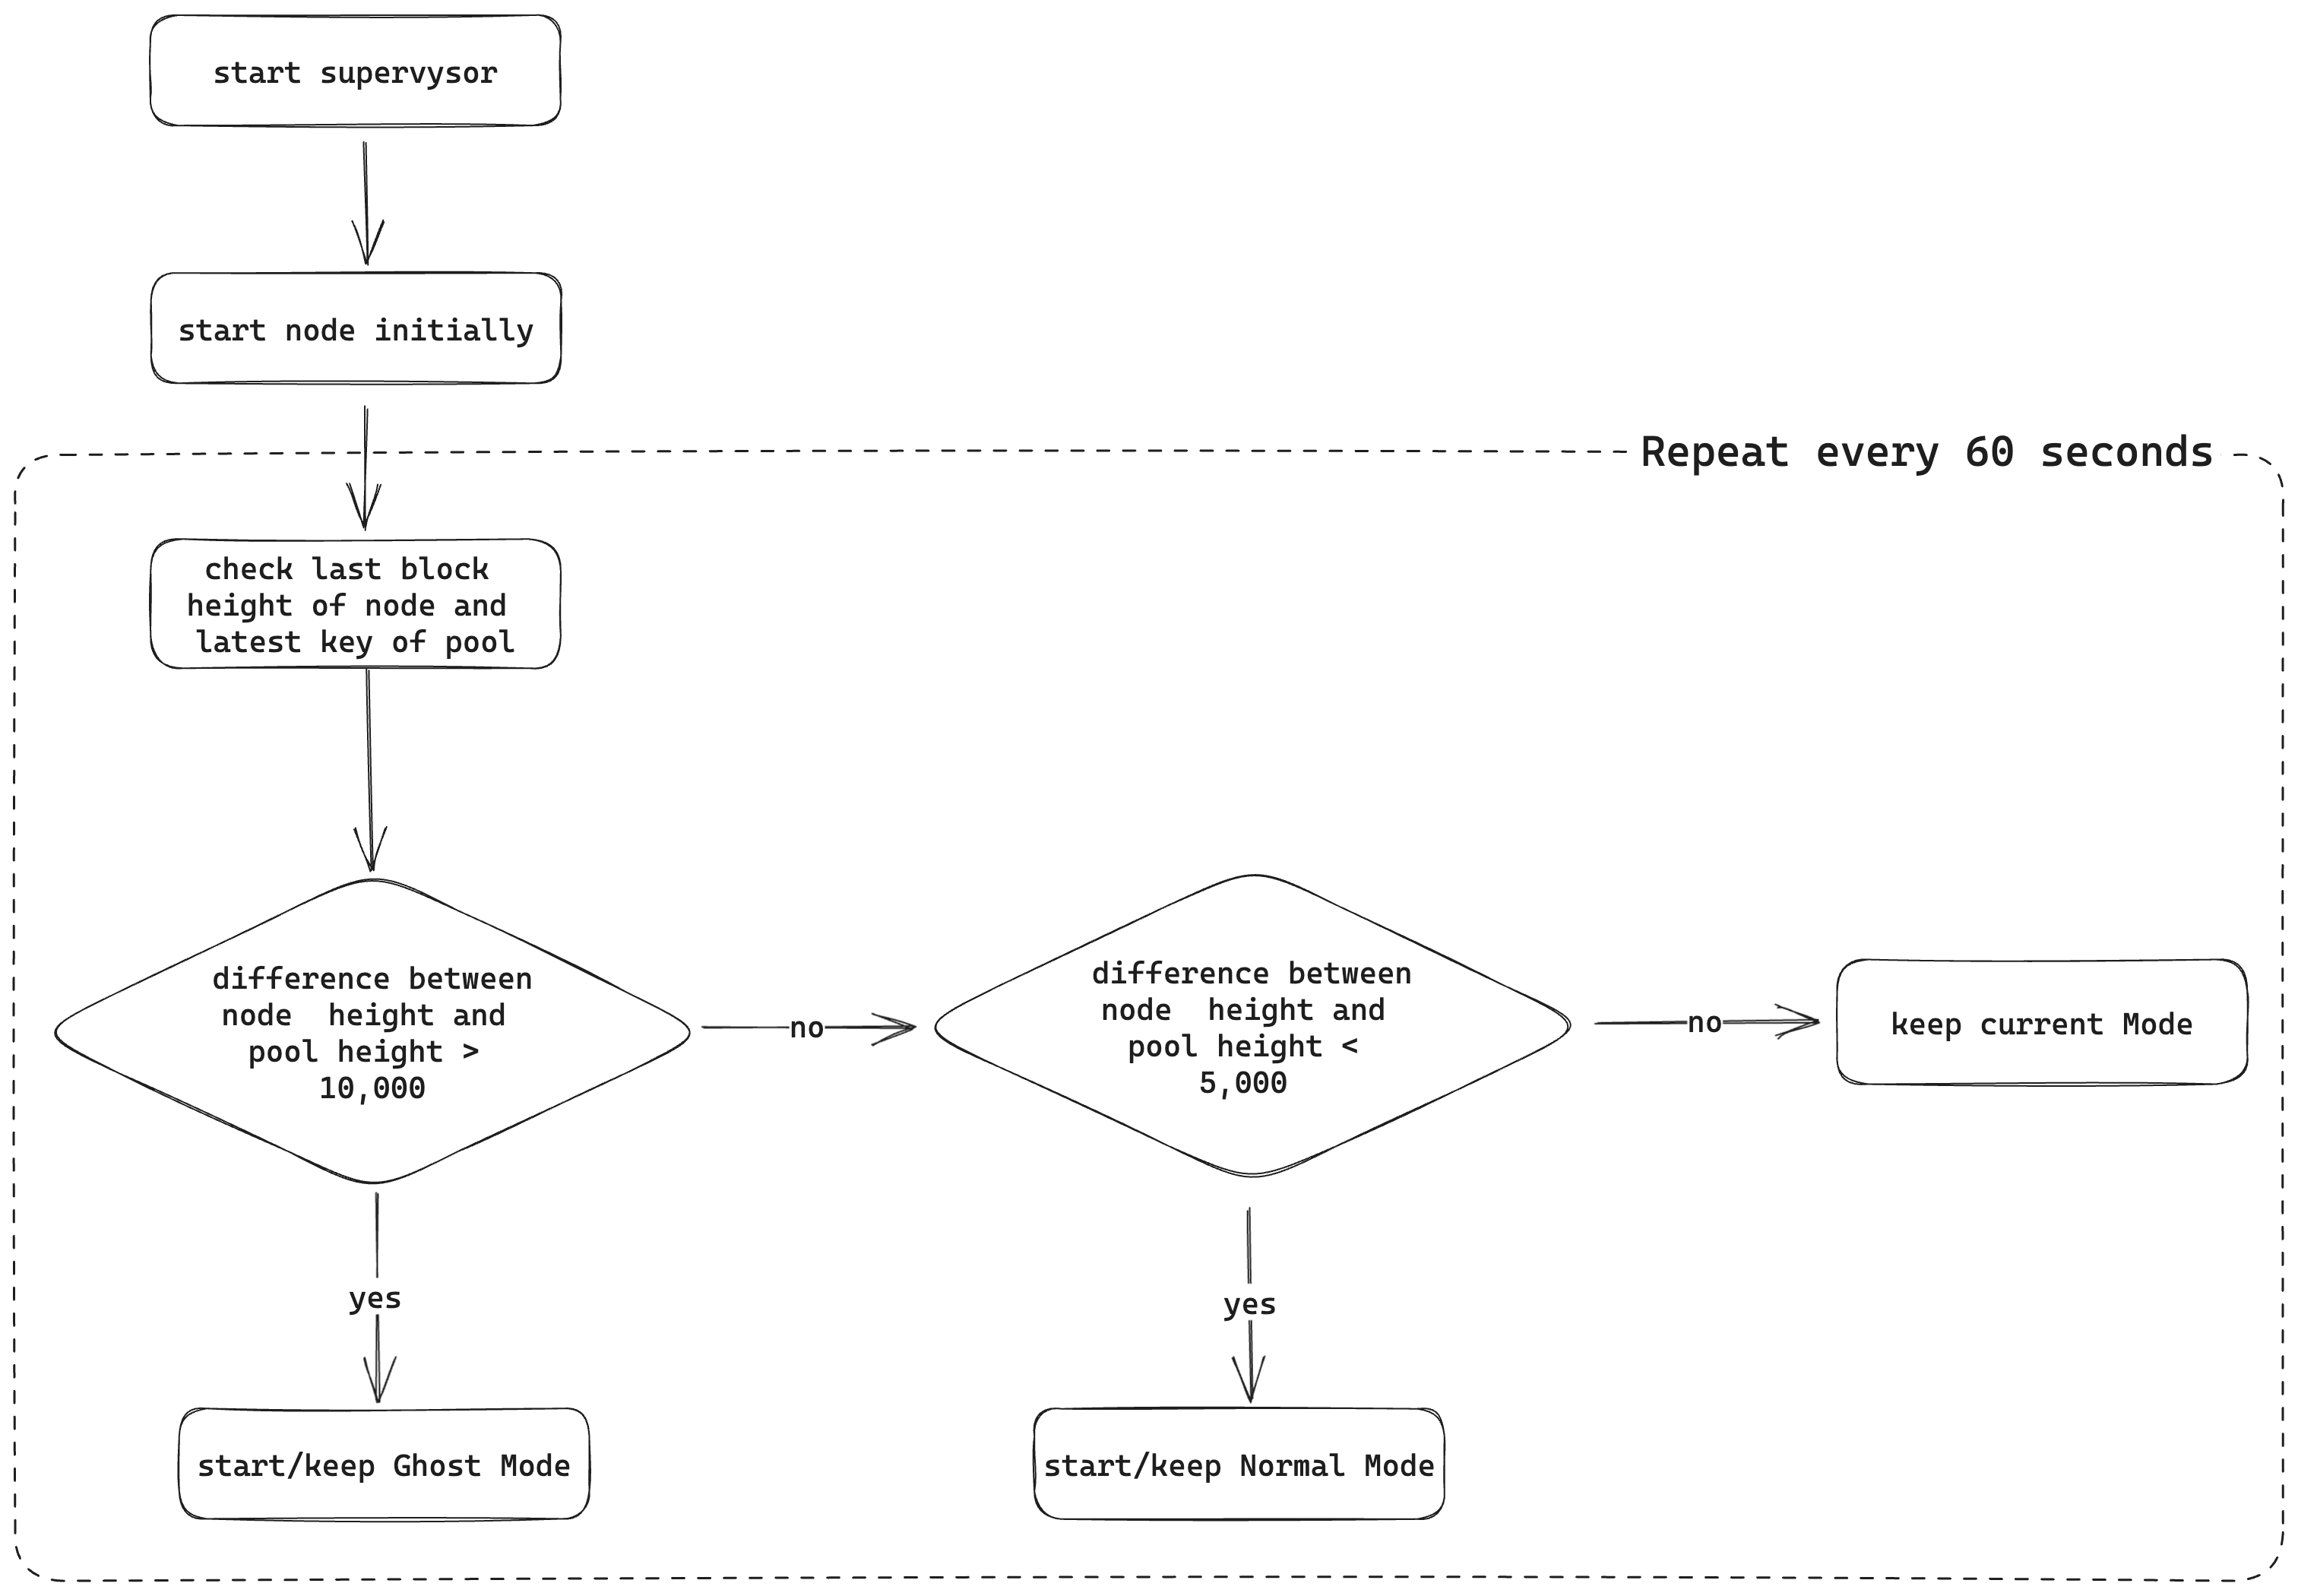 start supervysor
start node initially
Repeat every 60 seconds
check last block
height of node and
latest key of pool
difference between
node  height and
pool height >
10,000
no
difference between
node  height and
pool height <
5,000
no
keep current Mode
yes
yes
start/keep Ghost Mode
start/keep Normal Mode